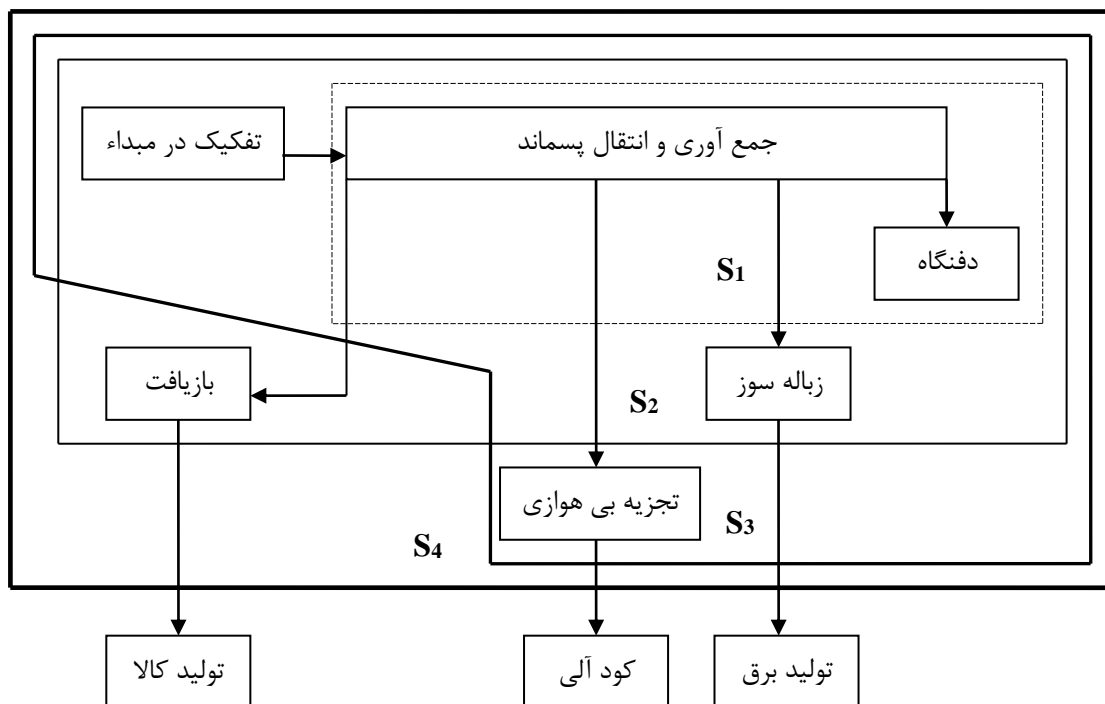 تفکیک در مبداء
جمع آوری و انتقال پسماند
دفنگاه
S1
بازیافت
زباله سوز
S2
تجزیه بی هوازی
S3
S4
تولید کالا
کود آلی
تولید برق